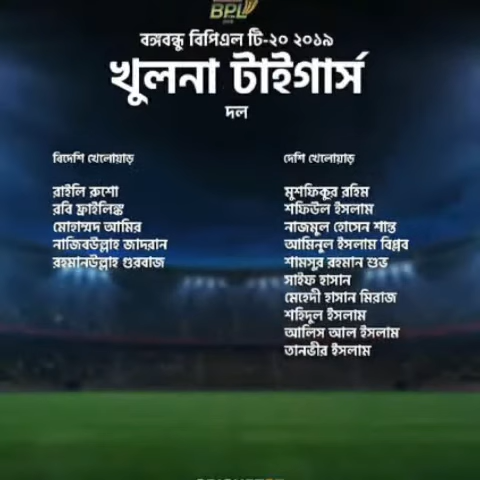 BPL
বঙ্গবন্ধু বিপিএল টি-২০ ২০১৯
খুলনা টাইগার্স
দল
বিদেশি খেলোয়াড়
রাইলি রুশো
রবি ফ্রাইলিঙ্ক
মোহাম্মদ আমির
নাজিবউল্লাহ জাদরান
রহমানউল্লাহ গুরবাজ
দেশি খেলোয়াড়
মুশফিকুর রহিম
শফিউল ইসলাম
নাজমুল হোসেন শান্ত
আমিনুল ইসলাম বিপ্লব
শামসুর রহমান শুভ
সাইফ হাসান
মেহেদী হাসান মিরাজ
শহিদুল ইসলাম
আলিস আল ইসলাম
তানভীর ইসলাম